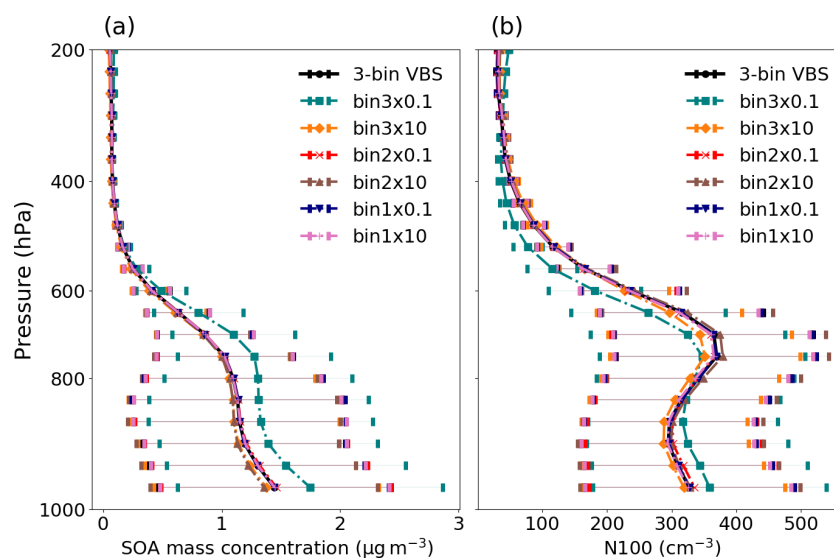 (a)
(b)
200
400
600
800
1000
Pressure (hPa)
3-bin VBS
bin3x0.1
bin3x10
bin2x0.1
bin2x10
bin1x0.1
bin1x10
3-bin VBS
bin3x0.1
bin3x10
bin2x0.1
bin2x10
bin1x0.1
bin1x10
0 1 2 3
SOA mass concentration (µg m⁻³)
100 200 300 400 500
N100 (cm⁻³)